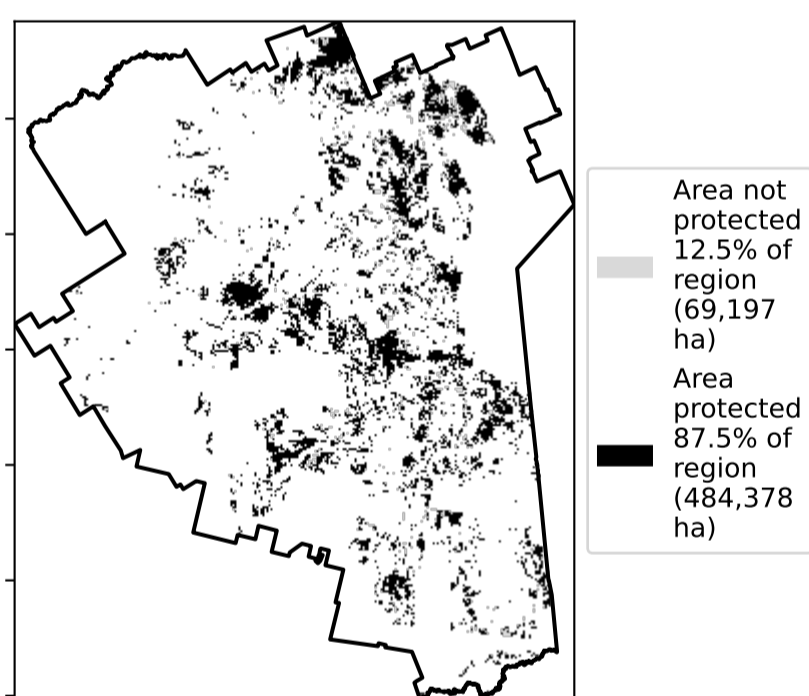 Area not
protected
12.5% of
region
(69,197
ha)
Area
protected
87.5% of
region
(484,378
ha)